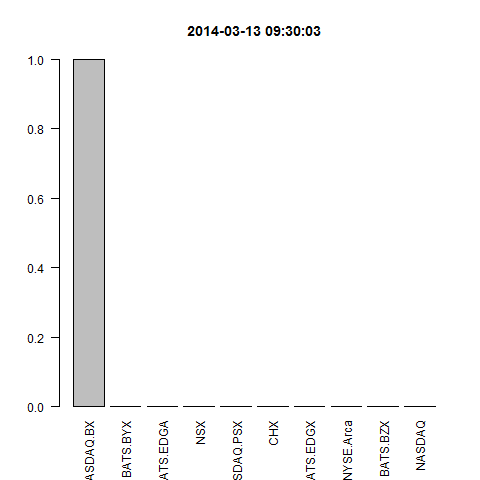 2014-03-13 09:30:03
1.0
0.8
0.6
0.4
0.2
0.0
ASDAQ.BX
BATS.BYX
ATS.EDGA
NSX
SDAQ.PSX
CHX
ATS.EDGX
NYSE.Arca
BATS.BZX
NASDAQ